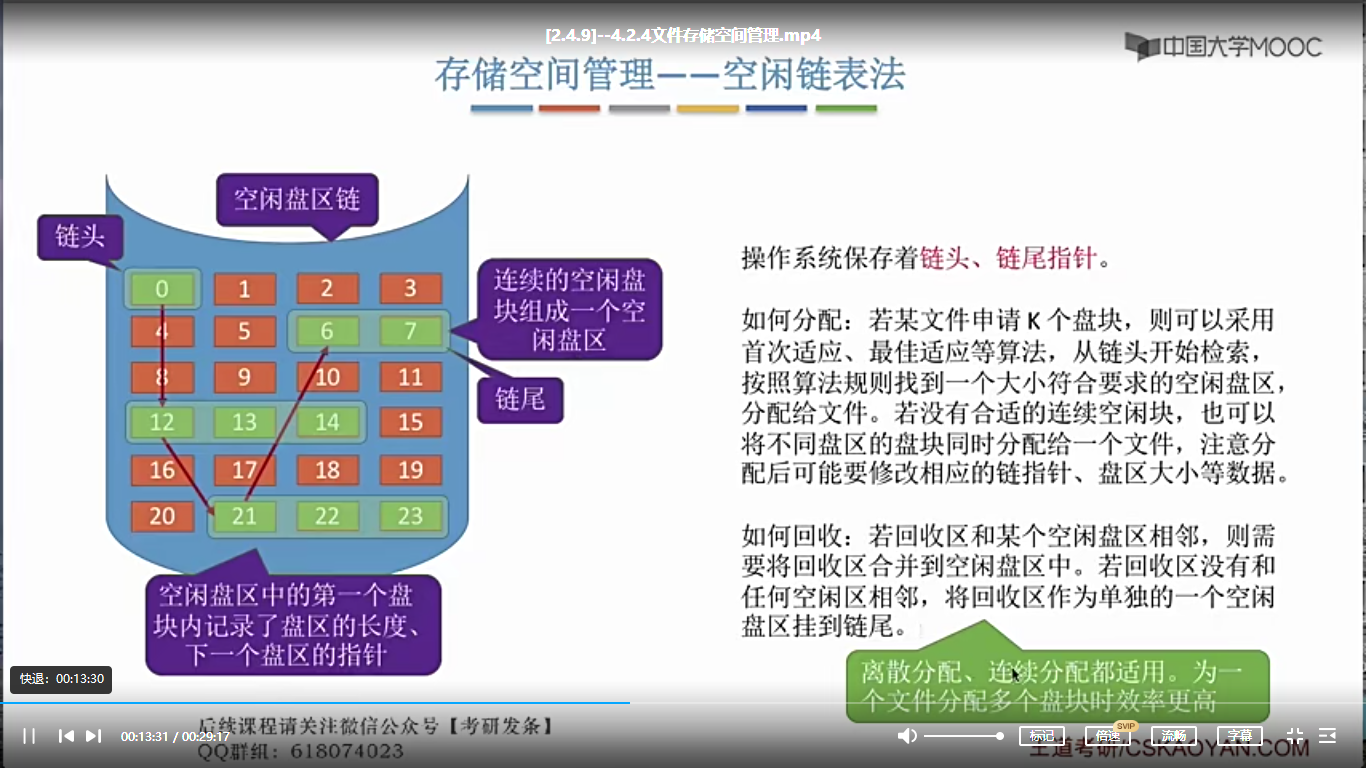 [2.4.9]--4.2.4文件存储空间管理.mp4
中国大学MOOC
存储空间管理——空闲链表法
空闲盘区链
链头
0 1 2 3
4 5 6 7
8 9 10 11
12 13 14 15
16 17 18 19
20 21 22 23
连续的空闲盘
块组成一个空
闲盘区
链尾
空闲盘区中的第一个盘
块内记录了盘区的长度、
下一个盘区的指针
操作系统保存着链头、链尾指针。
如何分配：若某文件申请 K 个盘块，则可以采用
首次适应、最佳适应等算法，从链头开始检索，
按照算法规则找到一个大小符合要求的空闲盘区，
分配给文件。若没有合适的连续空闲块，也可以
将不同盘区的盘块同时分配给一个文件，注意分
配后可能要修改相应的链指针、盘区大小等数据。
如何回收：若回收区和某个空闲盘区相邻，则需
要将回收区合并到空闲盘区中。若回收区没有和
任何空闲区相邻，将回收区作为单独的一个空闲
盘区挂到链尾。
离散分配、连续分配都适用。为一
个文件分配多个盘块时效率更高
快退：00:13:30
后续课程请关注微信公众号【考研发条】
QQ群组：618074023
00:13:31 / 00:29:17
标记
倍速
SVIP
流畅
字幕
王道考研/CSKAOYAN.COM